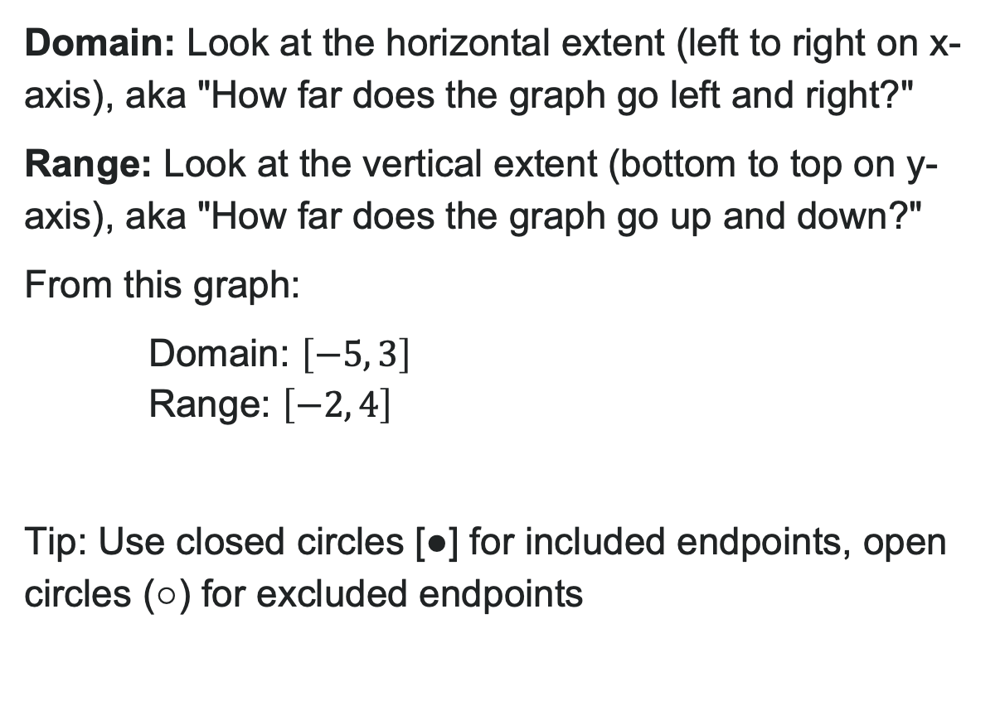 Domain: Look at the horizontal extent (left to right on x-
axis), aka "How far does the graph go left and right?"
Range: Look at the vertical extent (bottom to top on y-
axis), aka "How far does the graph go up and down?"
From this graph:
Domain: [−5, 3]
Range: [−2, 4]
Tip: Use closed circles [●] for included endpoints, open
circles (○) for excluded endpoints